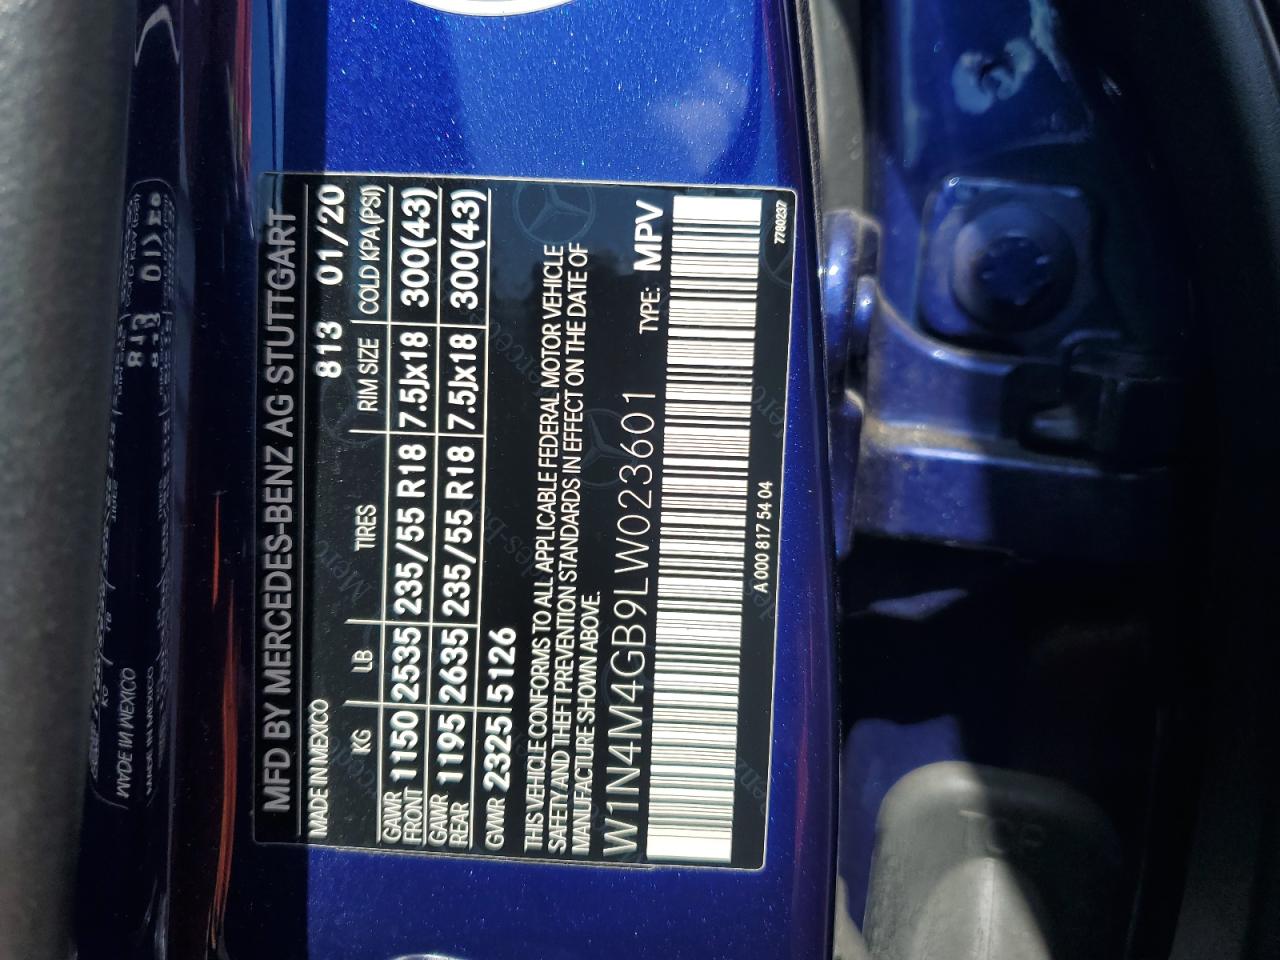 MFD BY MERCEDES-BENZ AG STUTTGART
MADE IN MEXICO 813 01/20
KG LB TIRES RIM SIZE COLD KPA(PSI)
GAWR FRONT 1150 2535 235/55 R18 7.5Jx18 300(43)
GAWR REAR 1195 2635 235/55 R18 7.5Jx18 300(43)
GVWR 2325 5126
THIS VEHICLE CONFORMS TO ALL APPLICABLE FEDERAL MOTOR VEHICLE
SAFETY AND THEFT PREVENTION STANDARDS IN EFFECT ON THE DATE OF
MANUFACTURE SHOWN ABOVE.
W1N4M4GB9LW023601 TYPE: MPV
A 000 817 54 04 7780237